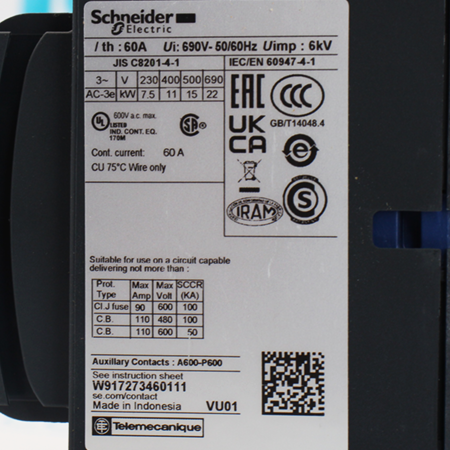 Schneider
Electric
I th : 60A Ui: 690V- 50/60Hz Uimp : 6kV
JIS C8201-4-1 IEC/EN 60947-4-1
3~ V 230 400 500 690
AC-3e kW 7.5 11 15 22
EAC CCC
UL LISTED 600V a.c. max.
IND. CONT. EQ.
170M
SA
UK
CA
GB/T14048.4
Cont. current: 60 A
CU 75°C Wire only
IRAM
S
Suitable for use on a circuit capable
delivering not more than :
Prot. Type Max Amp Max Volt SCCR (KA)
Cl.J fuse 90 600 100
C.B. 110 480 100
C.B. 110 600 50
Auxiliary Contacts : A600-P600
See instruction sheet
W917273460111
se.com/contact
Made in Indonesia VU01
Telemecanique